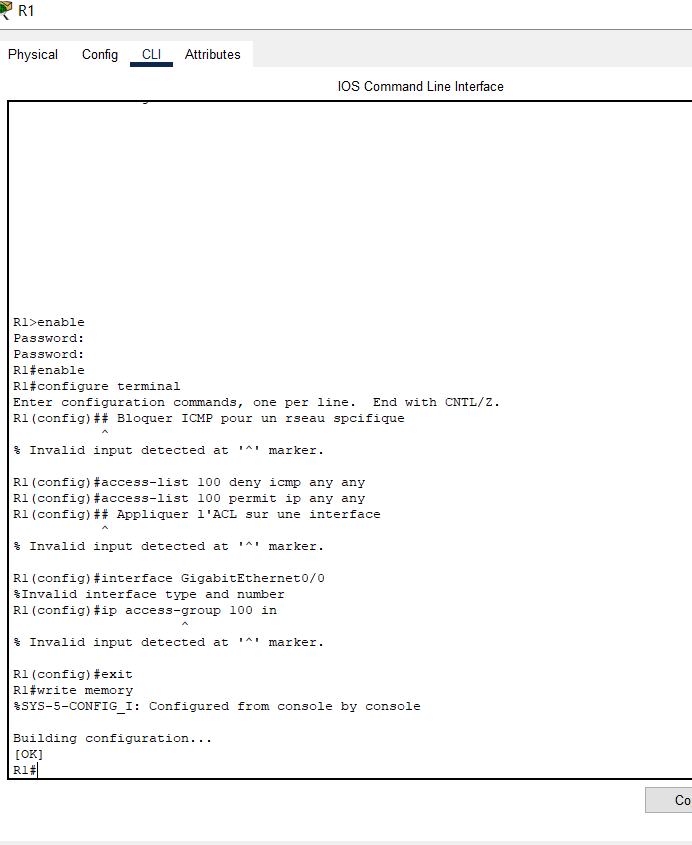 R1
Physical Config CLI Attributes
IOS Command Line Interface
R1>enable
Password:
Password:
R1#enable
R1#configure terminal
Enter configuration commands, one per line.  End with CNTL/Z.
R1(config)## Bloquer ICMP pour un rseau spcifique
^
% Invalid input detected at '^' marker.
R1(config)#access-list 100 deny icmp any any
R1(config)#access-list 100 permit ip any any
R1(config)## Appliquer l'ACL sur une interface
^
% Invalid input detected at '^' marker.
R1(config)#interface GigabitEthernet0/0
%Invalid interface type and number
R1(config)#ip access-group 100 in
^
% Invalid input detected at '^' marker.
R1(config)#exit
R1#write memory
%SYS-5-CONFIG_I: Configured from console by console
Building configuration...
[OK]
R1#
Co